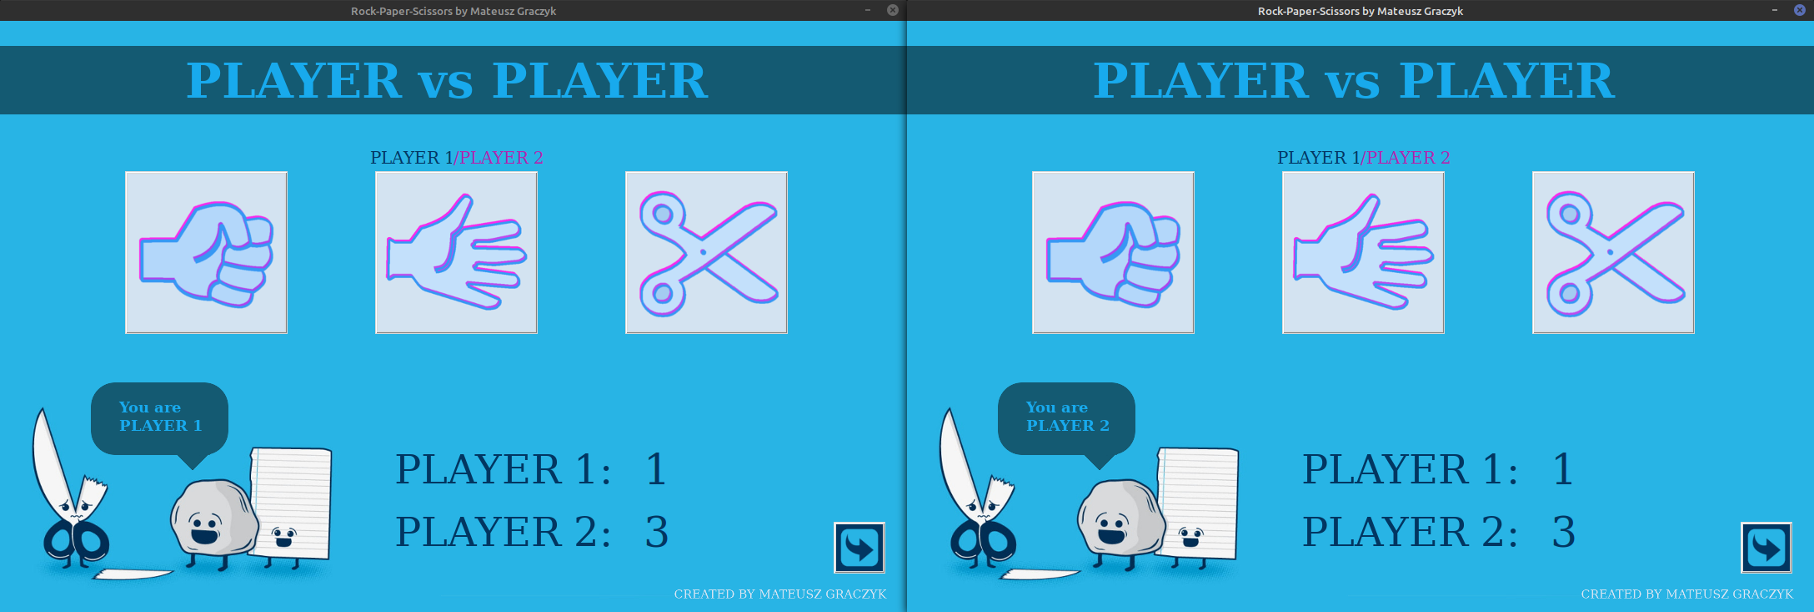 Rock-Paper-Scissors by Mateusz Graczyk
PLAYER vs PLAYER
PLAYER 1/PLAYER 2
You are
PLAYER 1
PLAYER 1: 1
PLAYER 2: 3
CREATED BY MATEUSZ GRACZYK
Rock-Paper-Scissors by Mateusz Graczyk
PLAYER vs PLAYER
PLAYER 1/PLAYER 2
You are
PLAYER 2
PLAYER 1: 1
PLAYER 2: 3
CREATED BY MATEUSZ GRACZYK